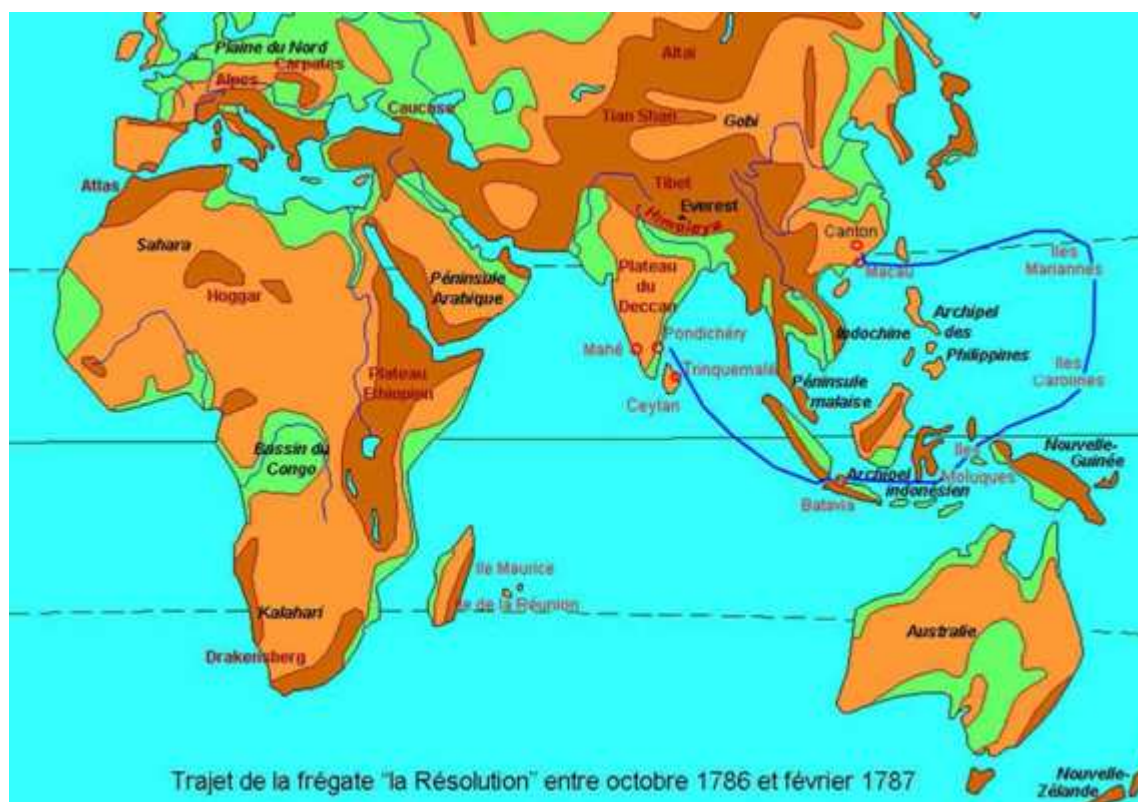 Plaine du Nord
Carpates
Alpes
Caucase
Altaï
Tian Shan
Gobi
Atlas
Tibet
Everest
Himalaya
Sahara
Canton
Macau
Iles
Mariannes
Hoggar
Péninsule
Arabique
Plateau
du
Deccan
Archipel
des
Philippines
Indochine
Mahé
Pondichéry
Trinquemale
Plateau
Ethiopien
Iles
Carolines
Péninsule
malaise
Ceylan
Bassin du
Congo
Nouvelle-
Guinée
Iles
Moluques
Archipel
indonésien
Batavia
Ile Maurice
de la Réunion
Kalahari
Australie
Drakensberg
Trajet de la frégate "la Résolution" entre octobre 1786 et février 1787
Nouvelle-
Zélande